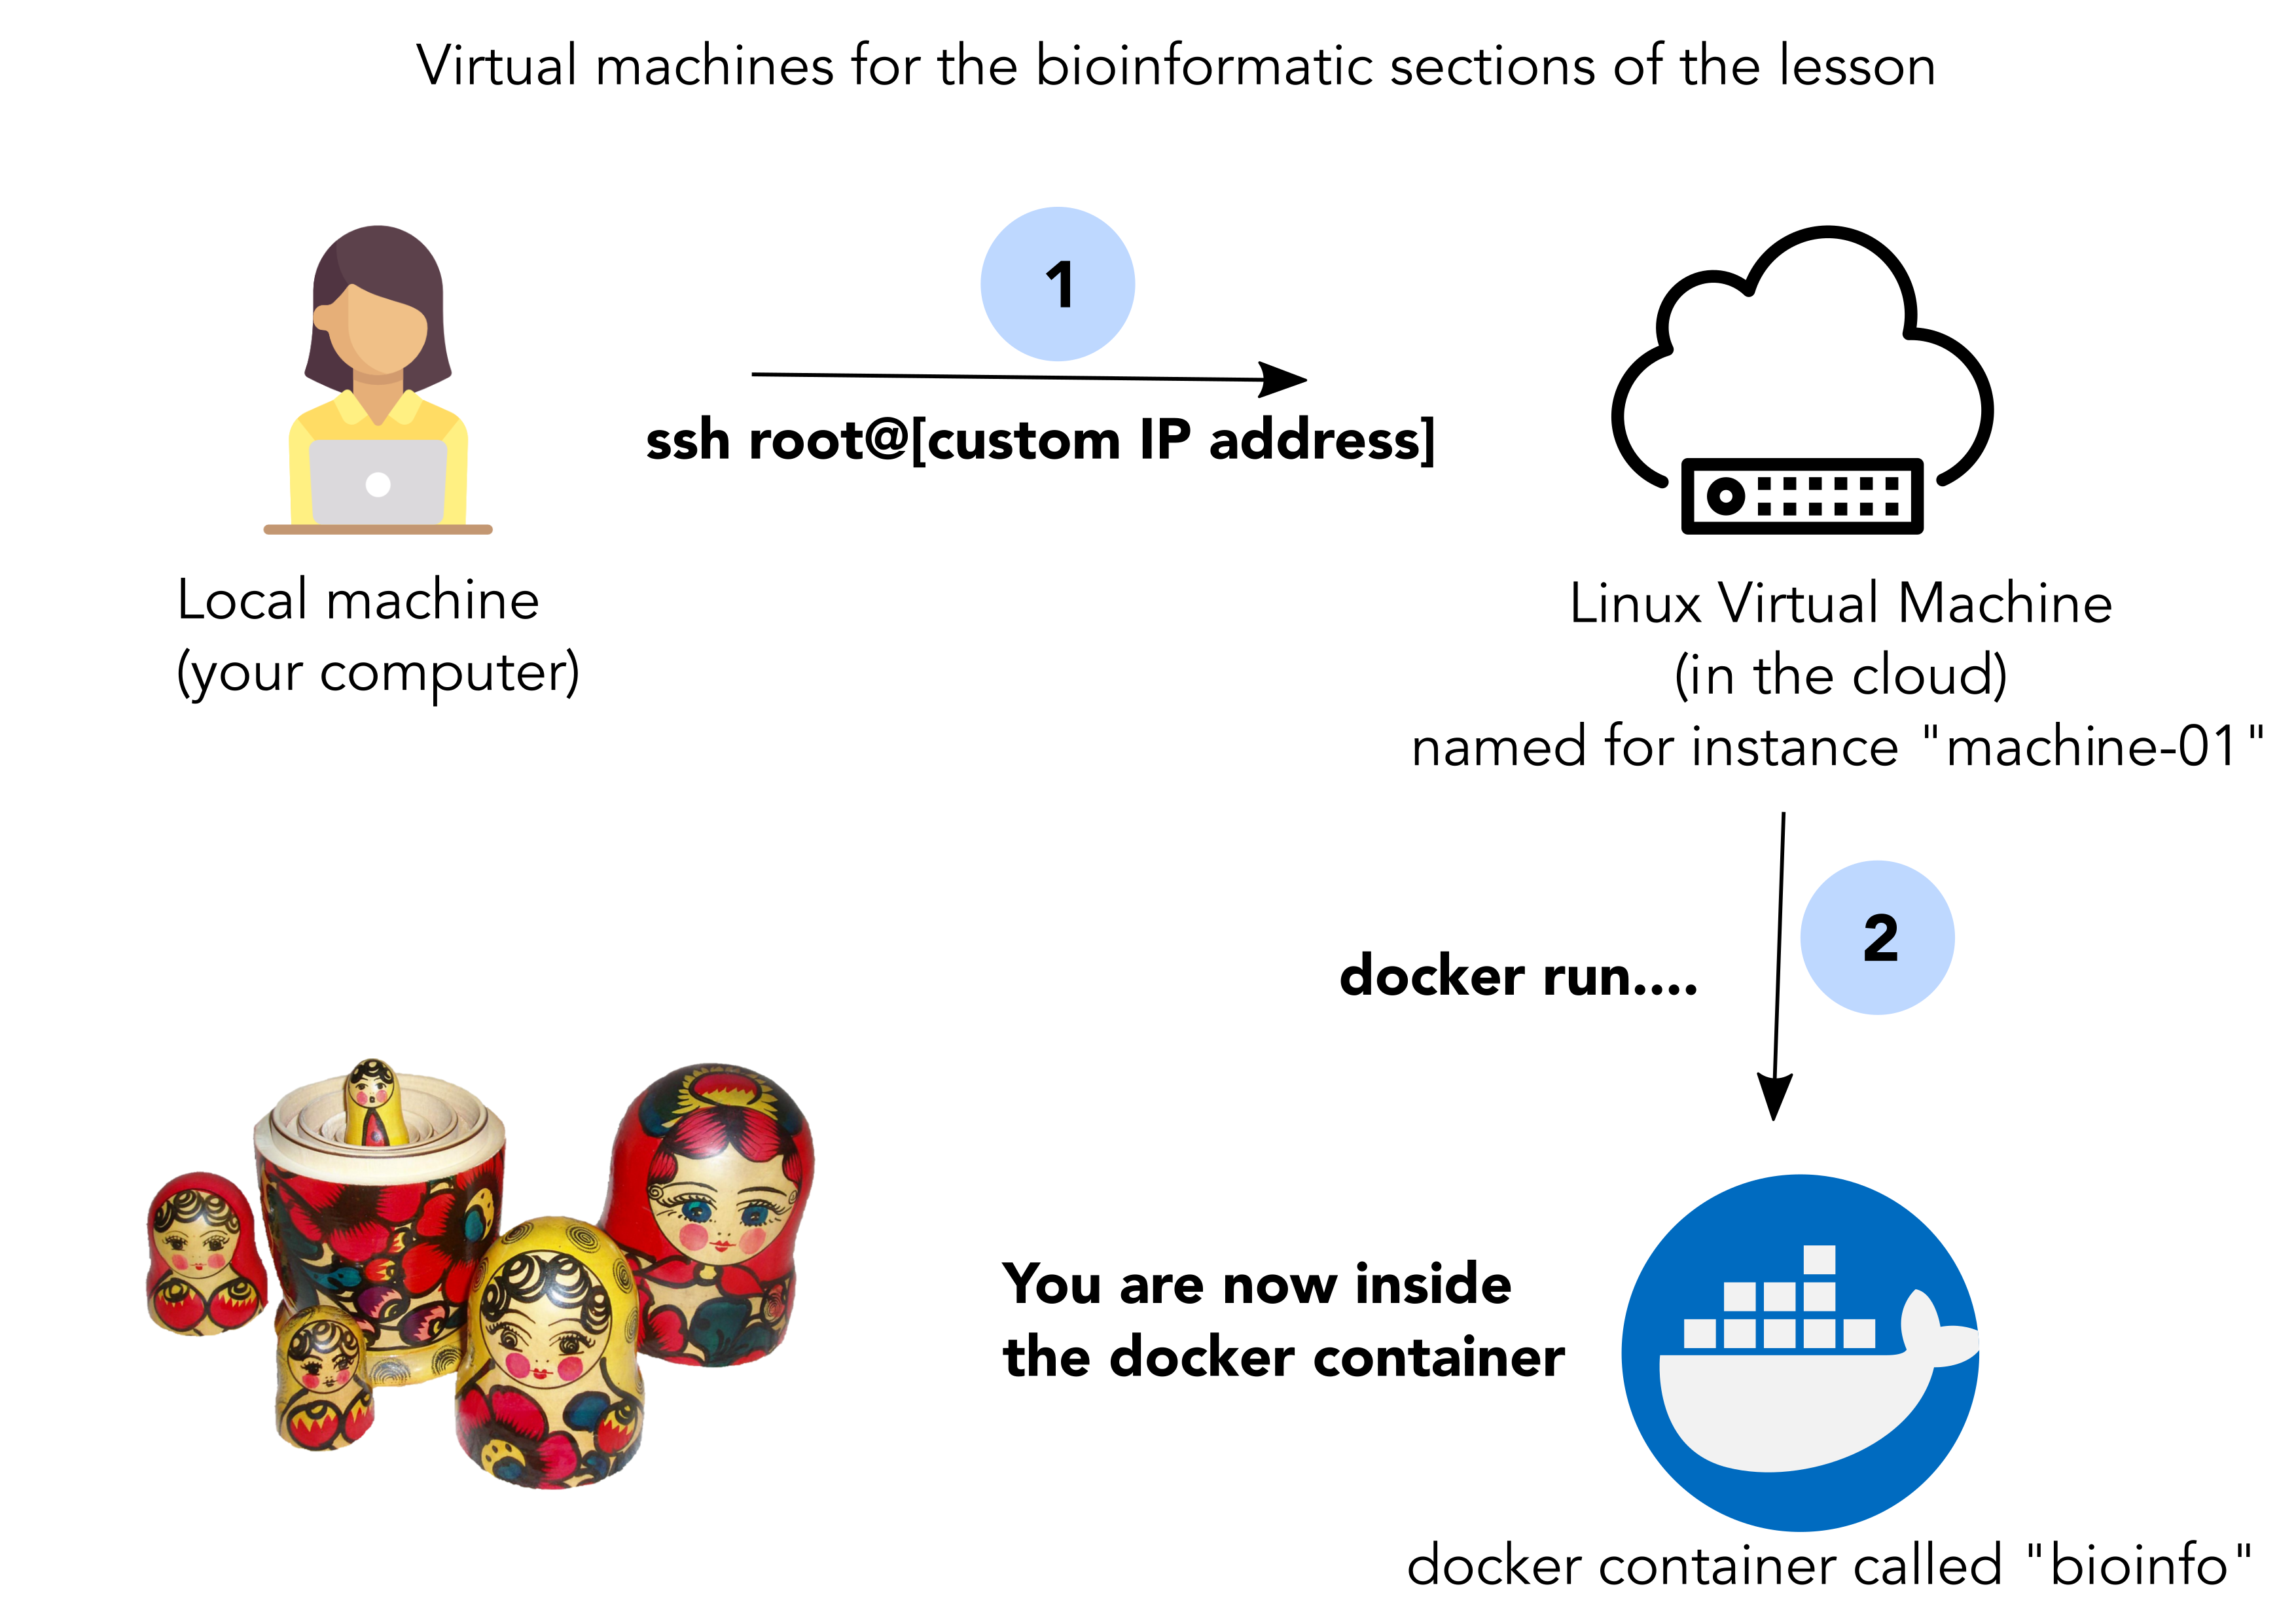 Virtual machines for the bioinformatic sections of the lesson
1
ssh root@[custom IP address]
Local machine
(your computer)
Linux Virtual Machine
(in the cloud)
named for instance "machine-01"
2
docker run....
You are now inside
the docker container
docker container called "bioinfo"